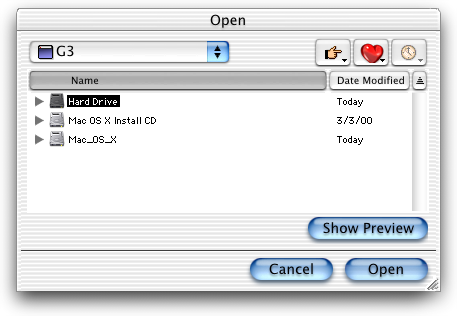 Open
G3
Name Date Modified
Hard Drive Today
Mac OS X Install CD 3/3/00
Mac_OS_X Today
Show Preview
Cancel Open